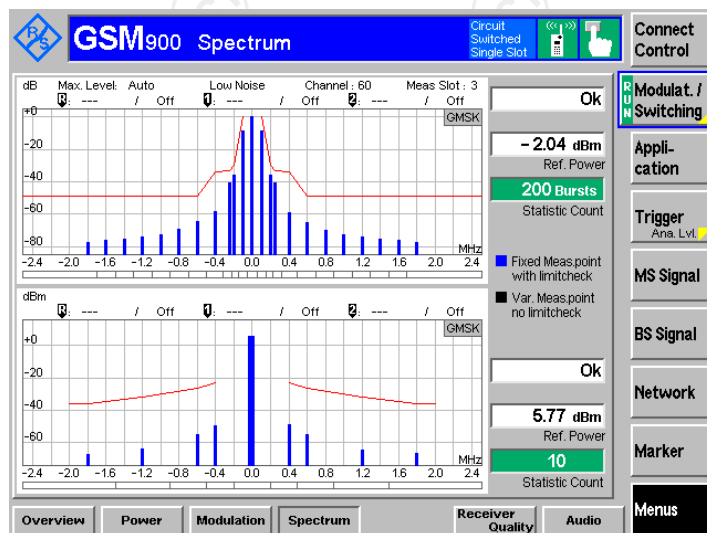 R&S
GSM900 Spectrum
Circuit
Switched
Single Slot
Connect
Control
dB Max. Level: Auto Low Noise Channel : 60 Meas Slot : 3
R: --- / Off 1: --- / Off 2: --- / Off
GMSK
+0
-20
-40
-60
-80
MHz
-2.4 -2.0 -1.6 -1.2 -0.8 -0.4 0.0 0.4 0.8 1.2 1.6 2.0 2.4
Ok
-2.04 dBm
Ref. Power
200 Bursts
Statistic Count
Fixed Meas.point
with limitcheck
Var. Meas.point
no limitcheck
dBm
R: --- / Off 1: --- / Off 2: --- / Off
GMSK
+0
-20
-40
-60
MHz
-2.4 -2.0 -1.6 -1.2 -0.8 -0.4 0.0 0.4 0.8 1.2 1.6 2.0 2.4
Ok
5.77 dBm
Ref. Power
10
Statistic Count
RUN
Modulat. /
Switching
Appli-
cation
Trigger
Ana. Lvl.
MS Signal
BS Signal
Network
Marker
Menus
Overview
Power
Modulation
Spectrum
Receiver
Quality
Audio